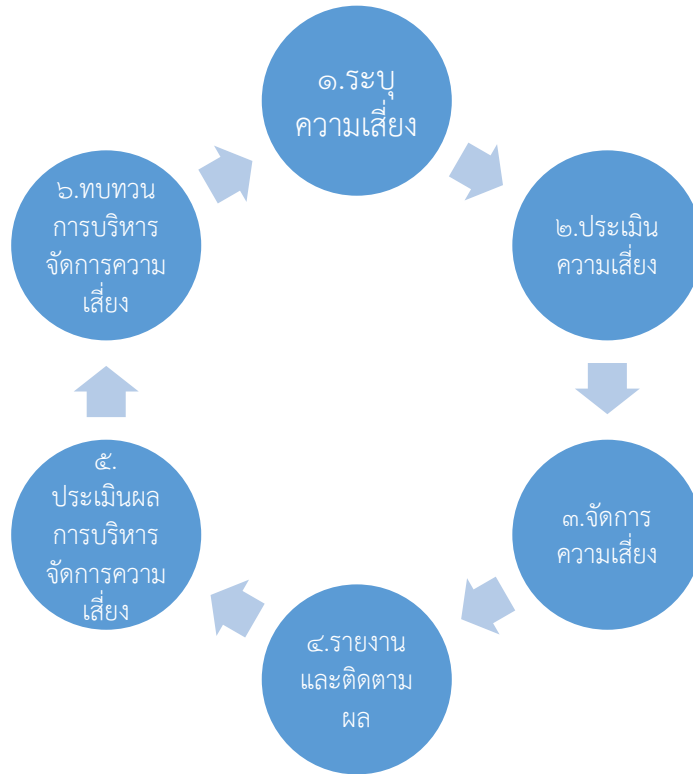 ๑.ระบุ
ความเสี่ยง
๒.ประเมิน
ความเสี่ยง
๓.จัดการ
ความเสี่ยง
๔.รายงาน
และติดตาม
ผล
๕.
ประเมินผล
การบริหาร
จัดการความ
เสี่ยง
๖.ทบทวน
การบริหาร
จัดการความ
เสี่ยง